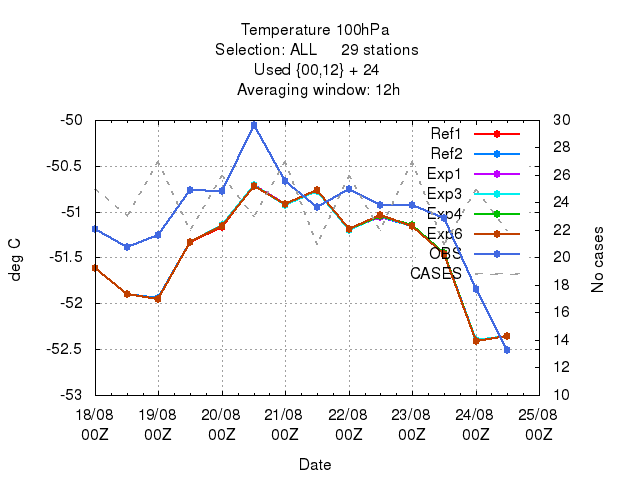 Temperature 100hPa
Selection: ALL 29 stations
Used {00,12} + 24
Averaging window: 12h
-50 30
Ref1
28
Ref2
-50.5 26
Exp1
Exp3
24
-51 Exp4
22
Exp6
-51.5 OBS 20
CASES
18
-52 16
14
-52.5
12
-53 10
deg C
No cases
18/08 19/08 20/08 21/08 22/08 23/08 24/08 25/08
00Z 00Z 00Z 00Z 00Z 00Z 00Z 00Z
Date